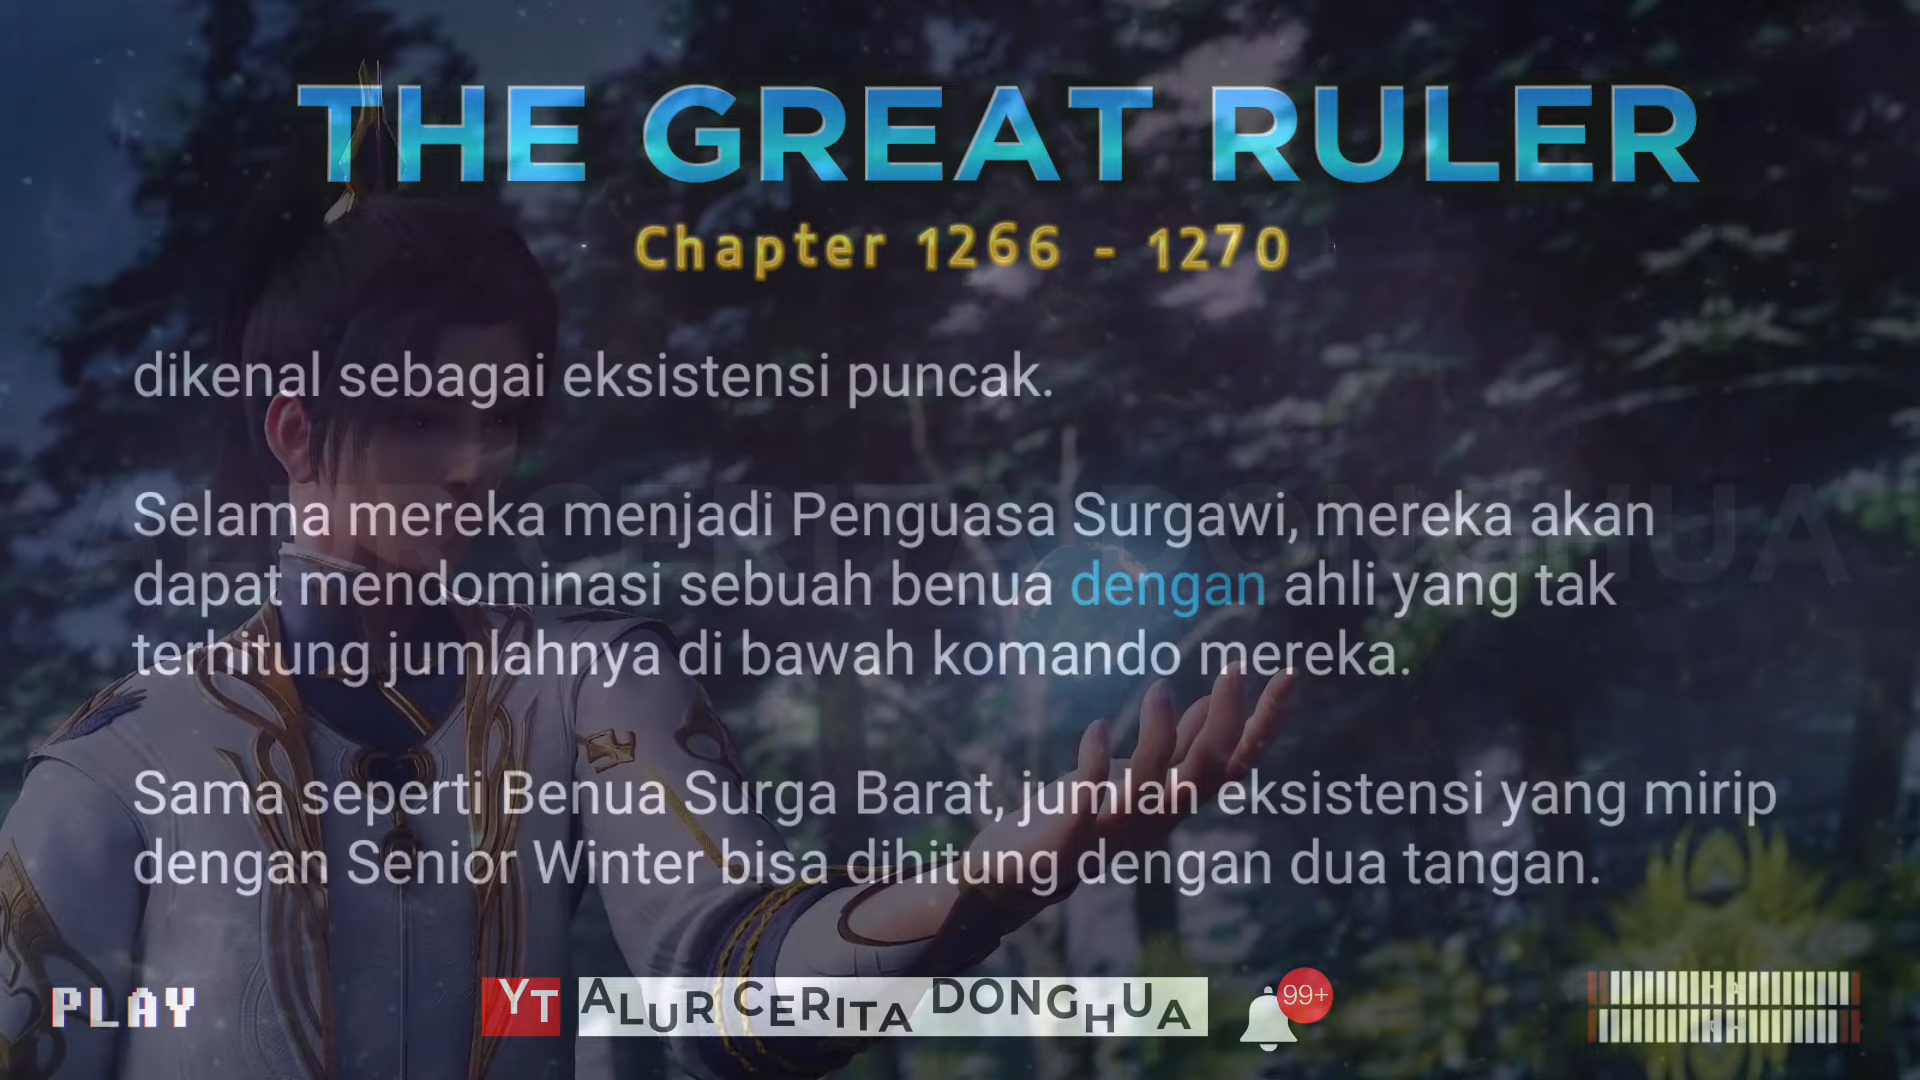 THE GREAT RULER
Chapter 1266 - 1270
dikenal sebagai eksistensi puncak.
Selama mereka menjadi Penguasa Surgawi, mereka akan
dapat mendominasi sebuah benua dengan ahli yang tak
terhitung jumlahnya di bawah komando mereka.
Sama seperti Benua Surga Barat, jumlah eksistensi yang mirip
dengan Senior Winter bisa dihitung dengan dua tangan.
PLAY
YT ALUR CERITA DONGHUA
99+